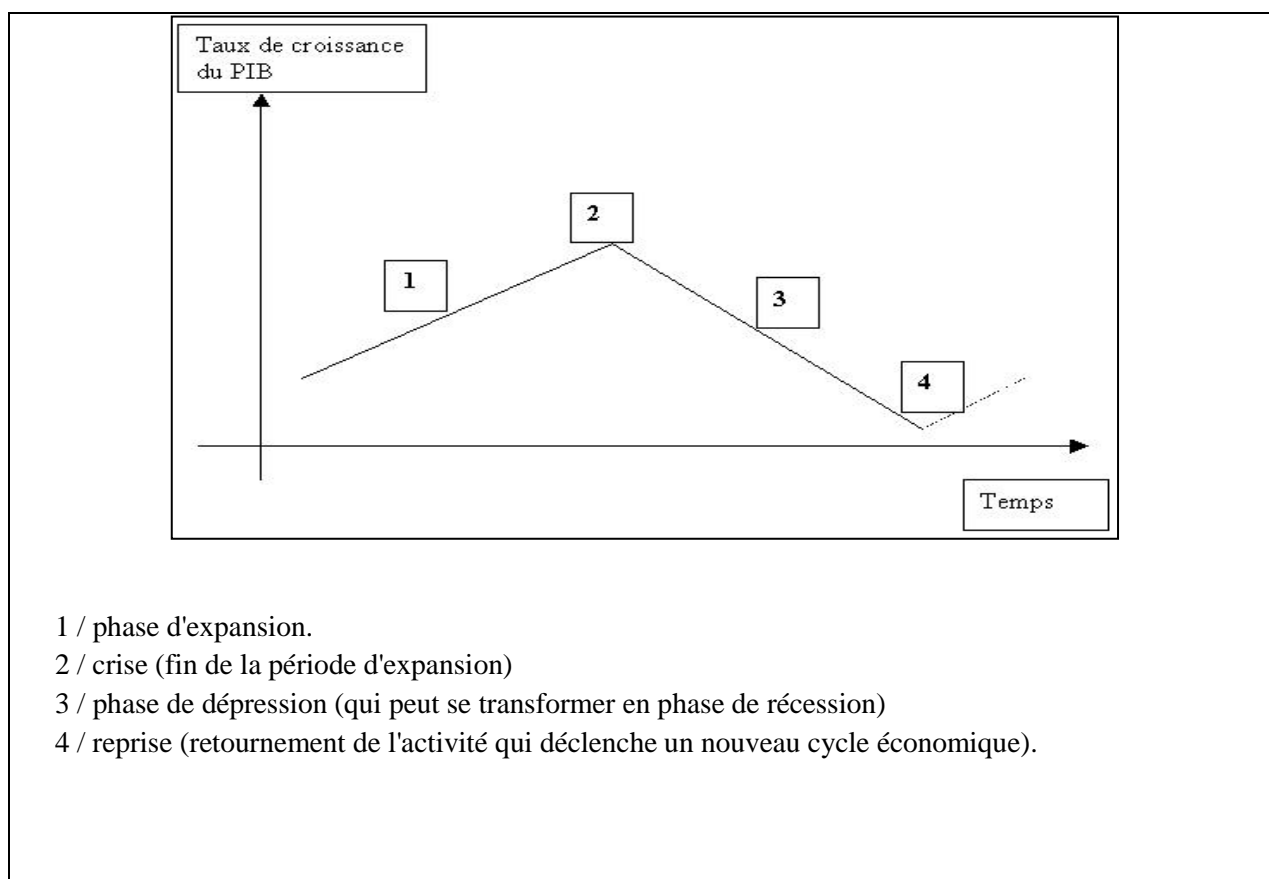 Taux de croissance
du PIB
2
1
3
4
Temps
1 / phase d'expansion.
2 / crise (fin de la période d'expansion)
3 / phase de dépression (qui peut se transformer en phase de récession)
4 / reprise (retournement de l'activité qui déclenche un nouveau cycle économique).